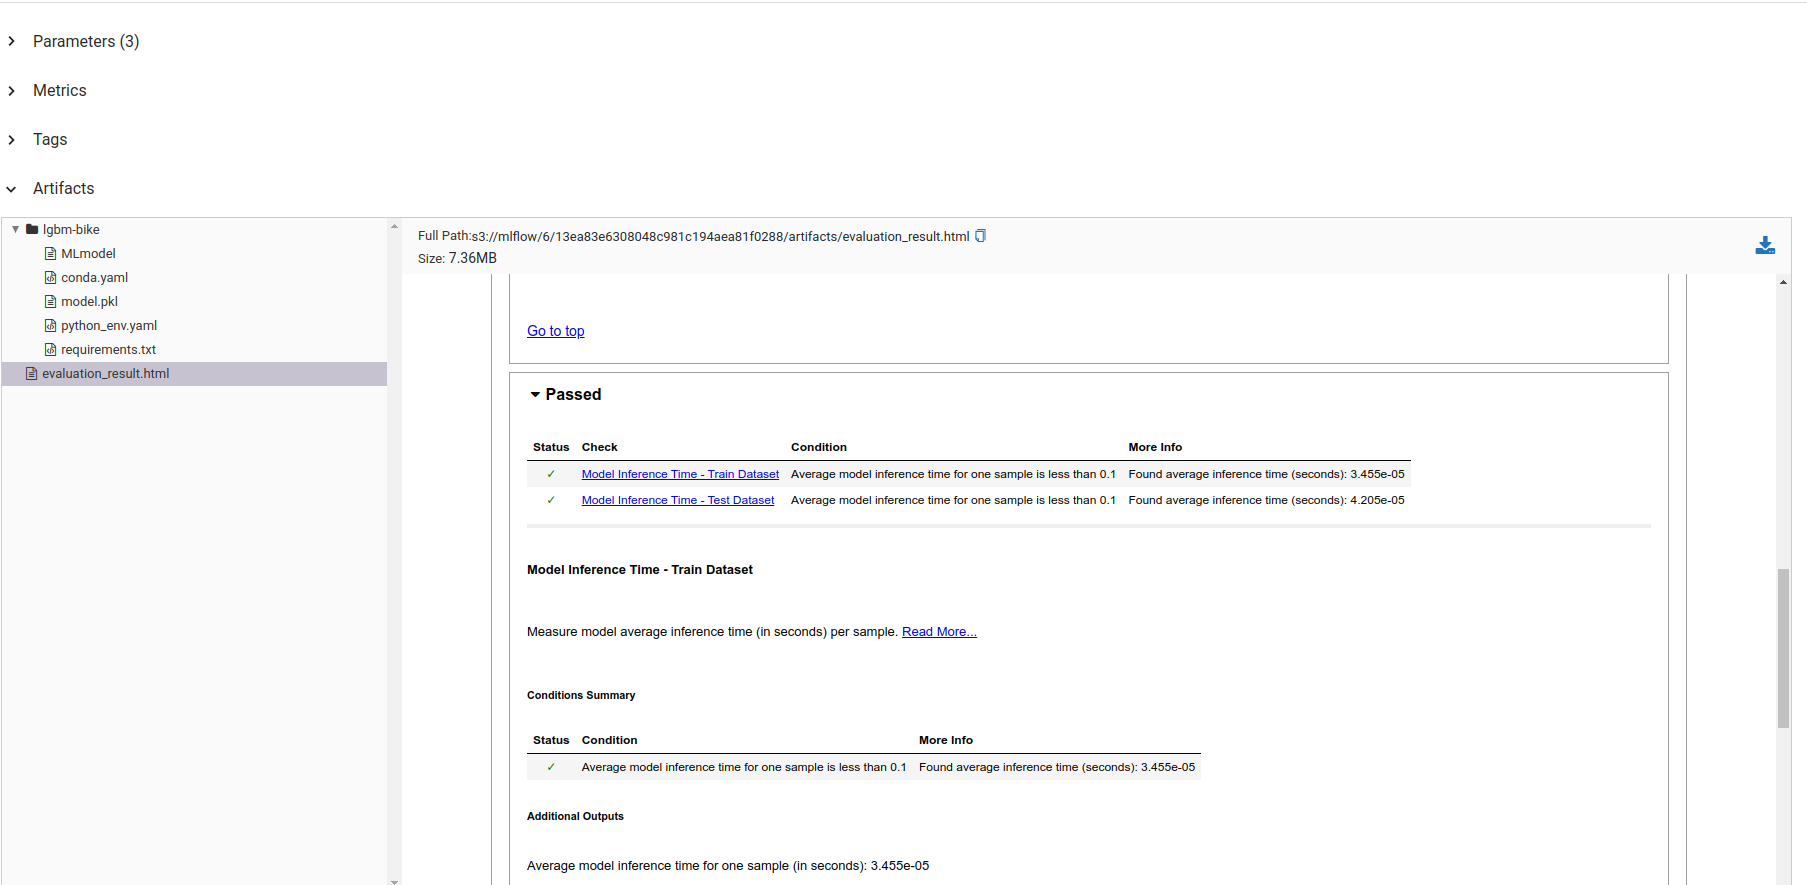 Parameters (3)
Metrics
Tags
Artifacts
lgbm-bike
MLmodel
conda.yaml
model.pkl
python_env.yaml
requirements.txt
evaluation_result.html
Full Path:s3://mlflow/6/13ea83e6308048c981c194aea81f0288/artifacts/evaluation_result.html
Size: 7.36MB
Go to top
Passed
Status Check Condition More Info
✓ Model Inference Time - Train Dataset Average model inference time for one sample is less than 0.1 Found average inference time (seconds): 3.455e-05
✓ Model Inference Time - Test Dataset Average model inference time for one sample is less than 0.1 Found average inference time (seconds): 4.205e-05
Model Inference Time - Train Dataset
Measure model average inference time (in seconds) per sample. Read More...
Conditions Summary
Status Condition More Info
✓ Average model inference time for one sample is less than 0.1 Found average inference time (seconds): 3.455e-05
Additional Outputs
Average model inference time for one sample (in seconds): 3.455e-05